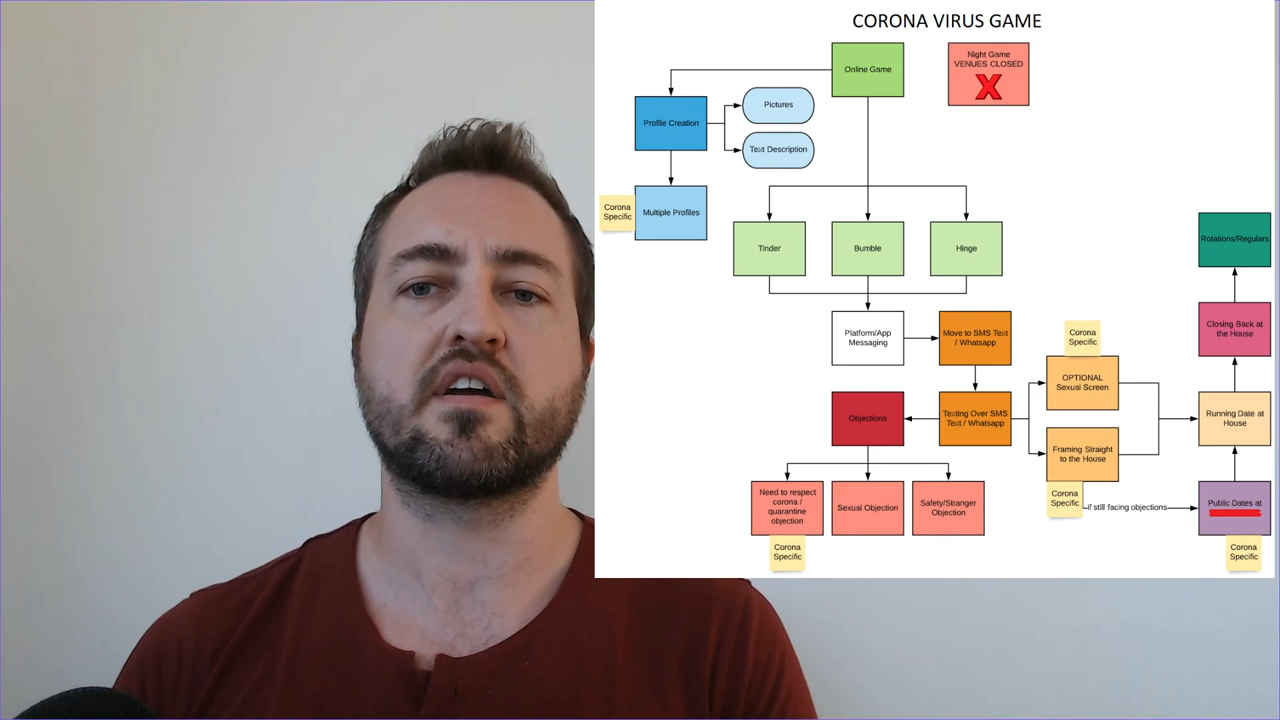 CORONA VIRUS GAME
Online Game
Night Game
VENUES CLOSED
X
Profile Creation
Pictures
Text Description
Corona
Specific
Multiple Profiles
Tinder
Bumble
Hinge
Rotations/Regulars
Platform/App
Messaging
Move to SMS Text
/ Whatsapp
Corona
Specific
Closing Back at
the House
OPTIONAL
Sexual Screen
Objections
Texting Over SMS
Text / Whatsapp
Running Date at
House
Framing Straight
to the House
Need to respect
corona /
quarantine
objection
Sexual Objection
Safety/Stranger
Objection
Corona
Specific
if still facing objections
Public Dates at
Corona
Specific
Corona
Specific